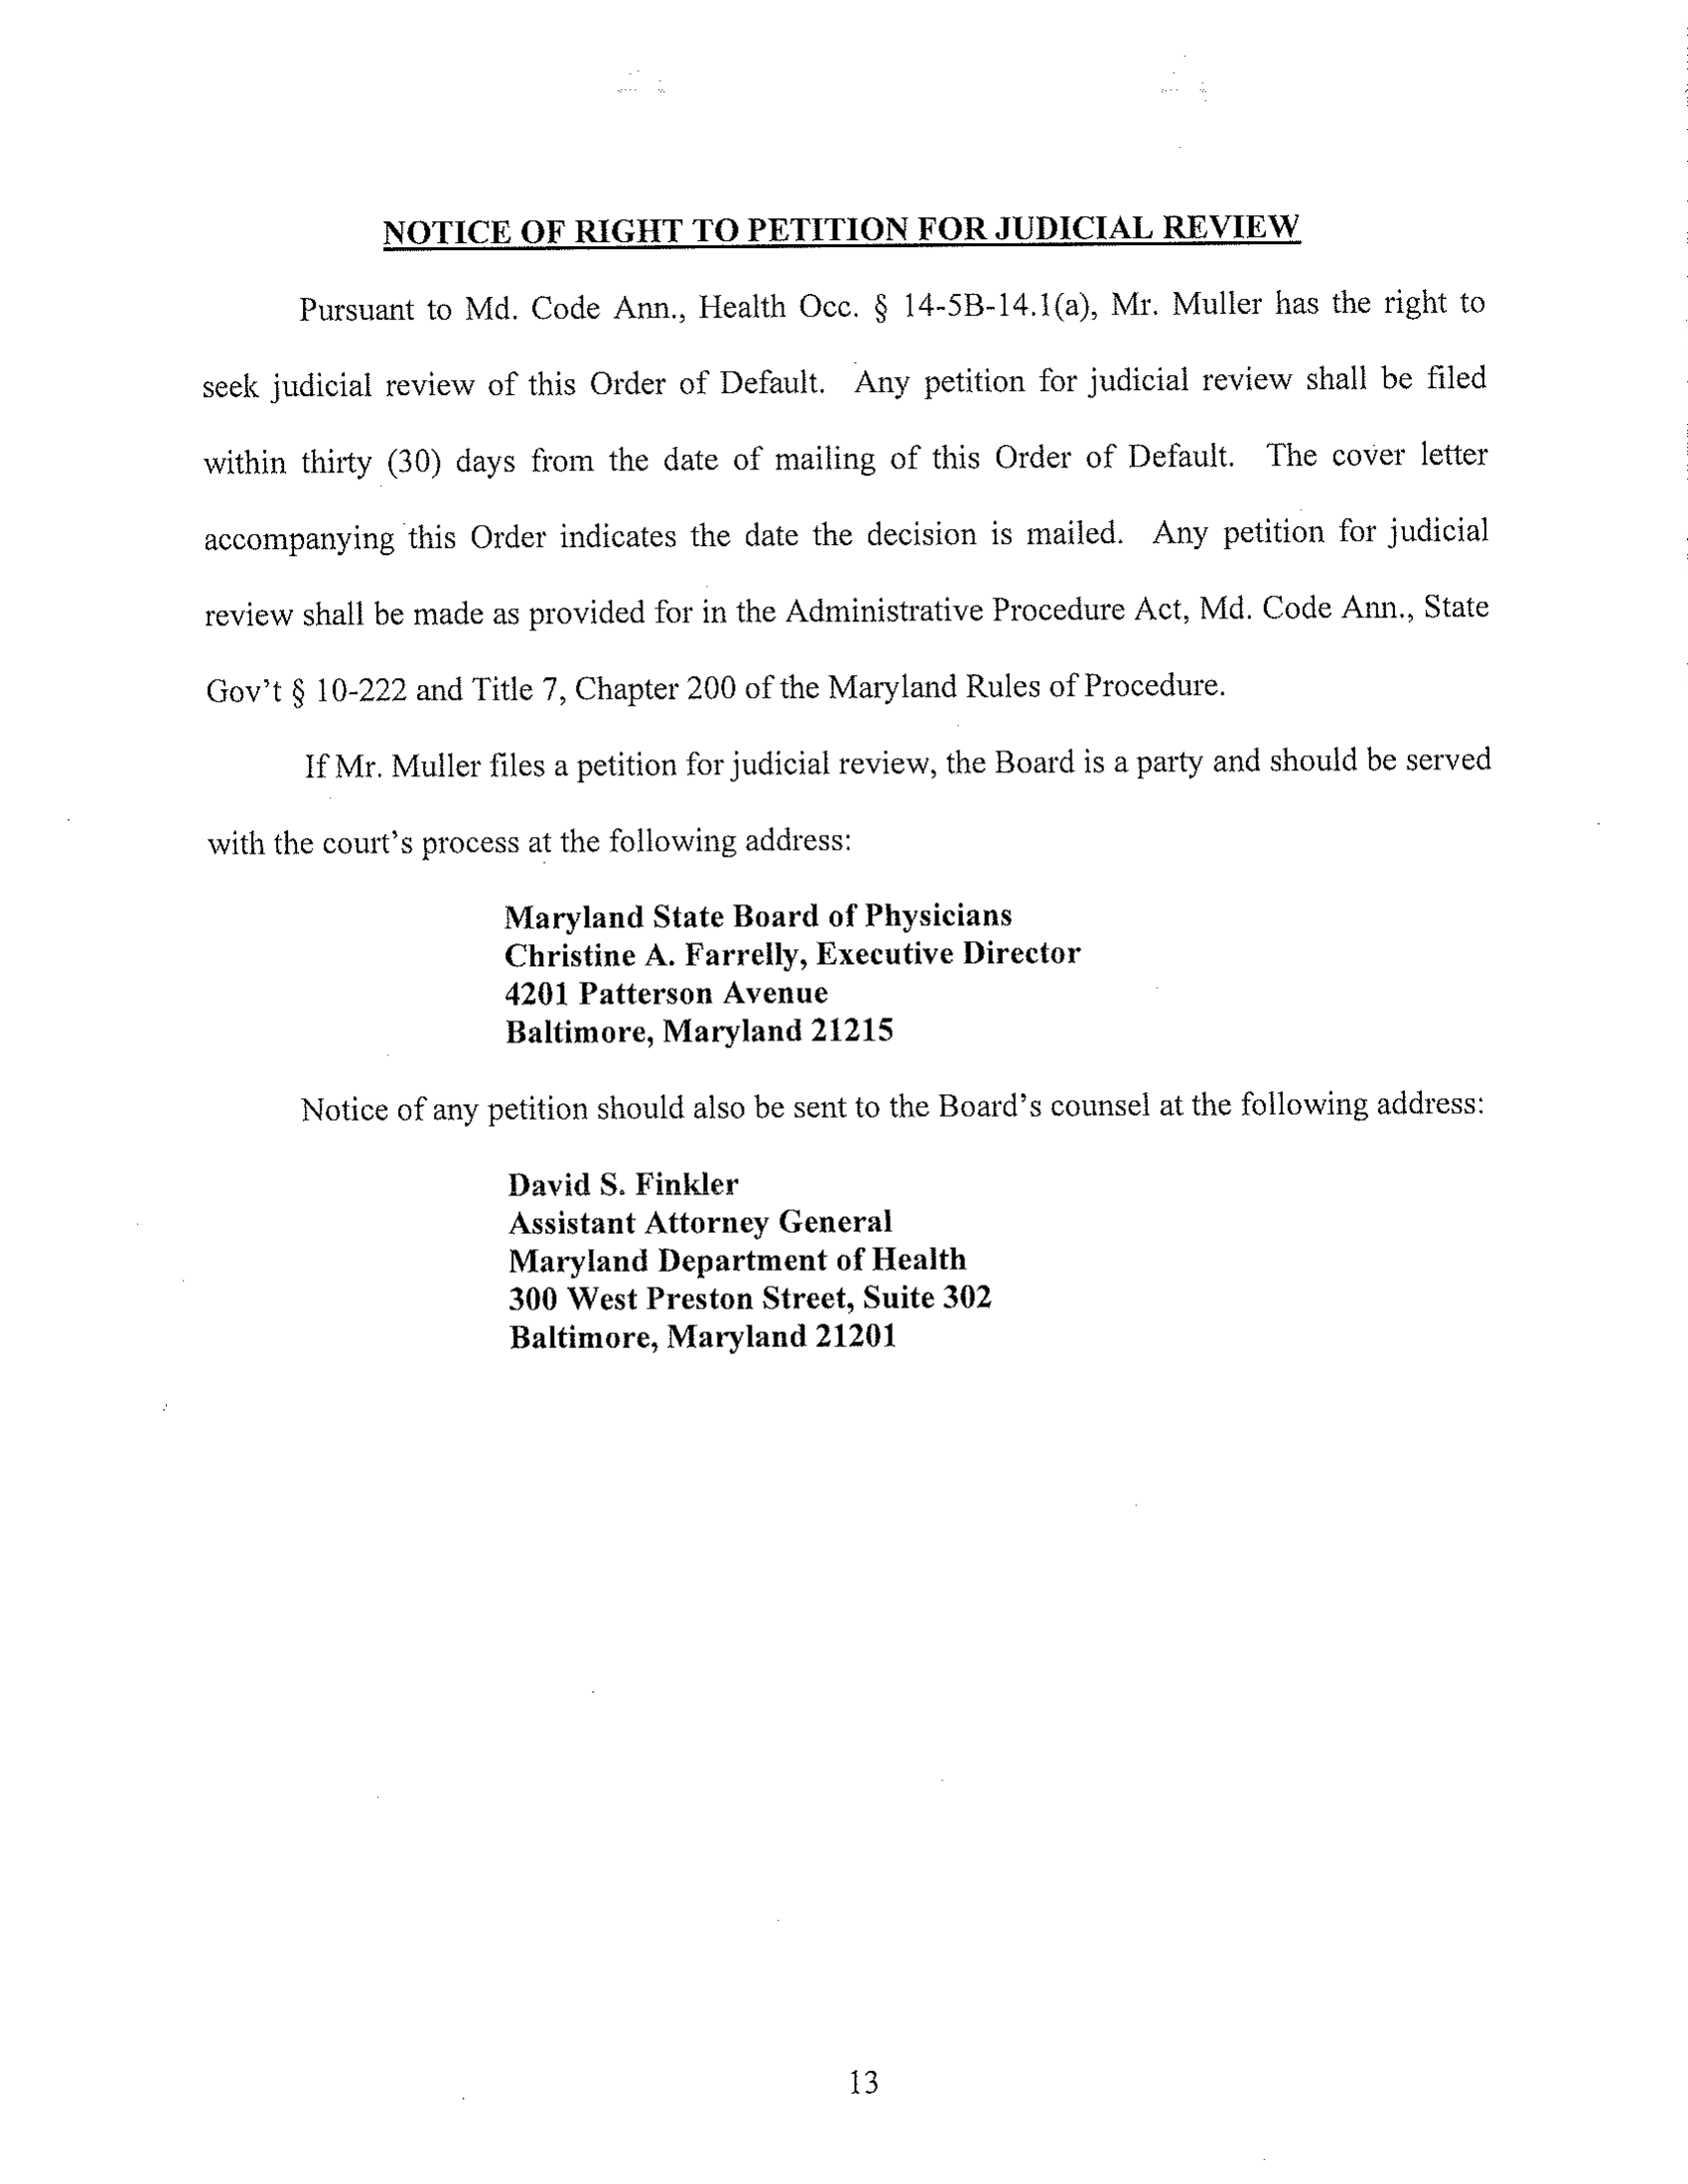 NOTICE OF RIGHT TO PETITION FOR JUDICIAL REVIEW
Pursuant to Md. Code Ann., Health Occ. § 14-5B-14.1(a), Mr. Muller has the right to
seek judicial review of this Order of Default. Any petition for judicial review shall be filed
within thirty (30) days from the date of mailing of this Order of Default. The cover letter
accompanying this Order indicates the date the decision is mailed. Any petition for judicial
review shall be made as provided for in the Administrative Procedure Act, Md. Code Ann., State
Gov't § 10-222 and Title 7, Chapter 200 of the Maryland Rules of Procedure.
If Mr. Muller files a petition for judicial review, the Board is a party and should be served
with the court's process at the following address:
Maryland State Board of Physicians
Christine A. Farrelly, Executive Director
4201 Patterson Avenue
Baltimore, Maryland 21215
Notice of any petition should also be sent to the Board's counsel at the following address:
David S. Finkler
Assistant Attorney General
Maryland Department of Health
300 West Preston Street, Suite 302
Baltimore, Maryland 21201
13